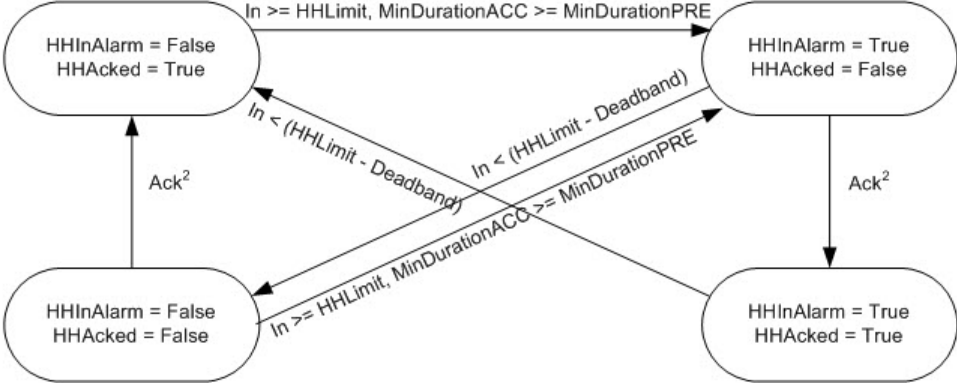 In >= HHLimit, MinDurationACC >= MinDurationPRE
HHInAlarm = False
HHAcked = True
HHInAlarm = True
HHAcked = False
In < (HHLimit - Deadband)
In < (HHLimit - Deadband)
In >= HHLimit, MinDurationACC >= MinDurationPRE
Ack²
Ack²
HHInAlarm = False
HHAcked = False
HHInAlarm = True
HHAcked = True